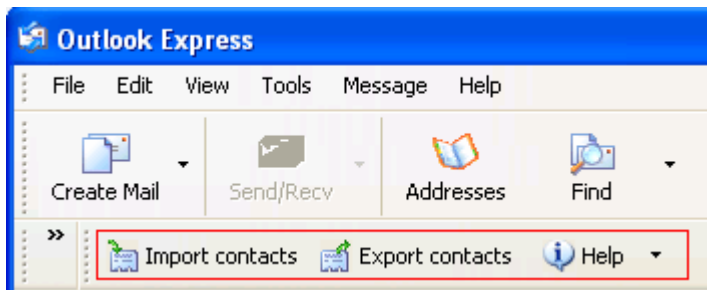 Outlook Express
File Edit View Tools Message Help
Create Mail Send/Recv Addresses Find
» Import contacts Export contacts Help